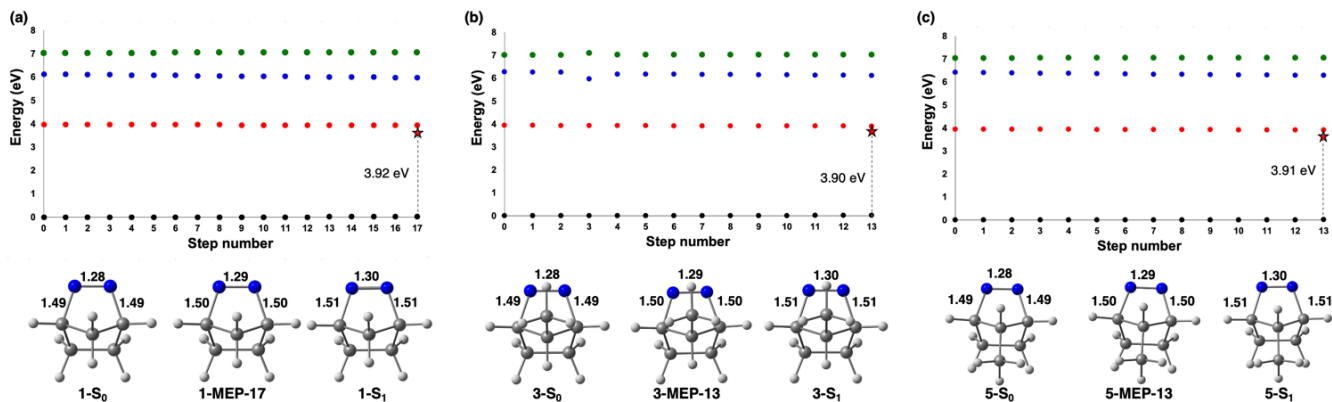 (a)
8
7
6
5
4
3
2
1
0
Energy (eV)
3.92 eV
0 1 2 3 4 5 6 7 8 9 10 11 12 13 14 15 16 17
Step number
1.28
1.49 1.49
1-S0
1.29
1.50 1.50
1-MEP-17
1.30
1.51 1.51
1-S1
(b)
8
7
6
5
4
3
2
1
0
Energy (eV)
3.90 eV
0 1 2 3 4 5 6 7 8 9 10 11 12 13
Step number
1.28
1.49 1.49
3-S0
1.29
1.50 1.50
3-MEP-13
1.30
1.51 1.51
3-S1
(c)
8
7
6
5
4
3
2
1
0
Energy (eV)
3.91 eV
0 1 2 3 4 5 6 7 8 9 10 11 12 13
Step number
1.28
1.49 1.49
5-S0
1.29
1.50 1.50
5-MEP-13
1.30
1.51 1.51
5-S1